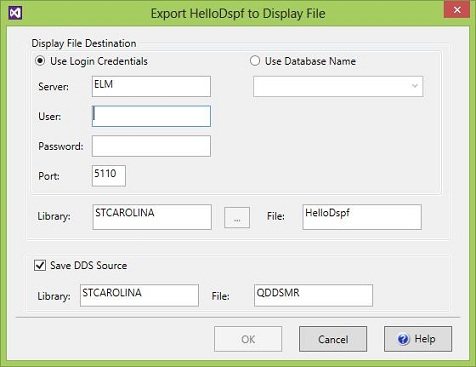 Export HelloDspf to Display File
Display File Destination
Use Login Credentials Use Database Name
Server: ELM
User:
Password:
Port: 5110
Library: STCAROLINA ... File: HelloDspf
Save DDS Source
Library: STCAROLINA File: QDDSMR
OK Cancel ? Help